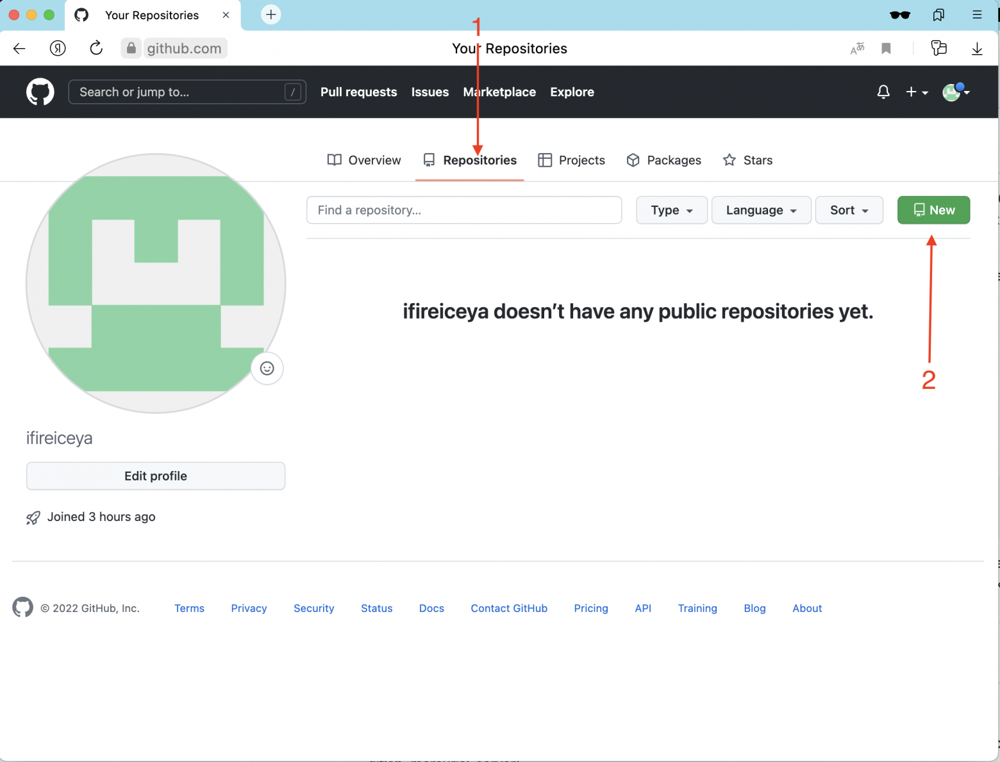 Your Repositories
1
Я github.com Your Repositories
Search or jump to... / Pull requests Issues Marketplace Explore
Overview Repositories Projects Packages Stars
Find a repository... Type Language Sort New
ifireiceya doesn’t have any public repositories yet.
2
ifireiceya
Edit profile
Joined 3 hours ago
© 2022 GitHub, Inc. Terms Privacy Security Status Docs Contact GitHub Pricing API Training Blog About